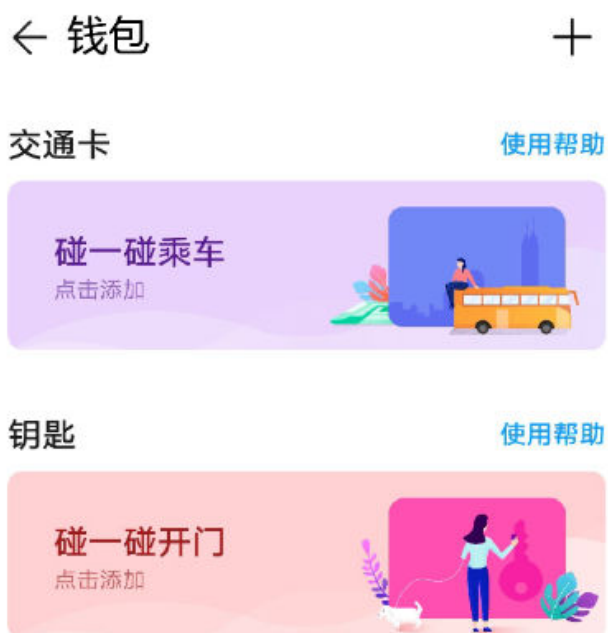 钱包
交通卡 使用帮助
碰一碰乘车
点击添加
钥匙 使用帮助
碰一碰开门
点击添加